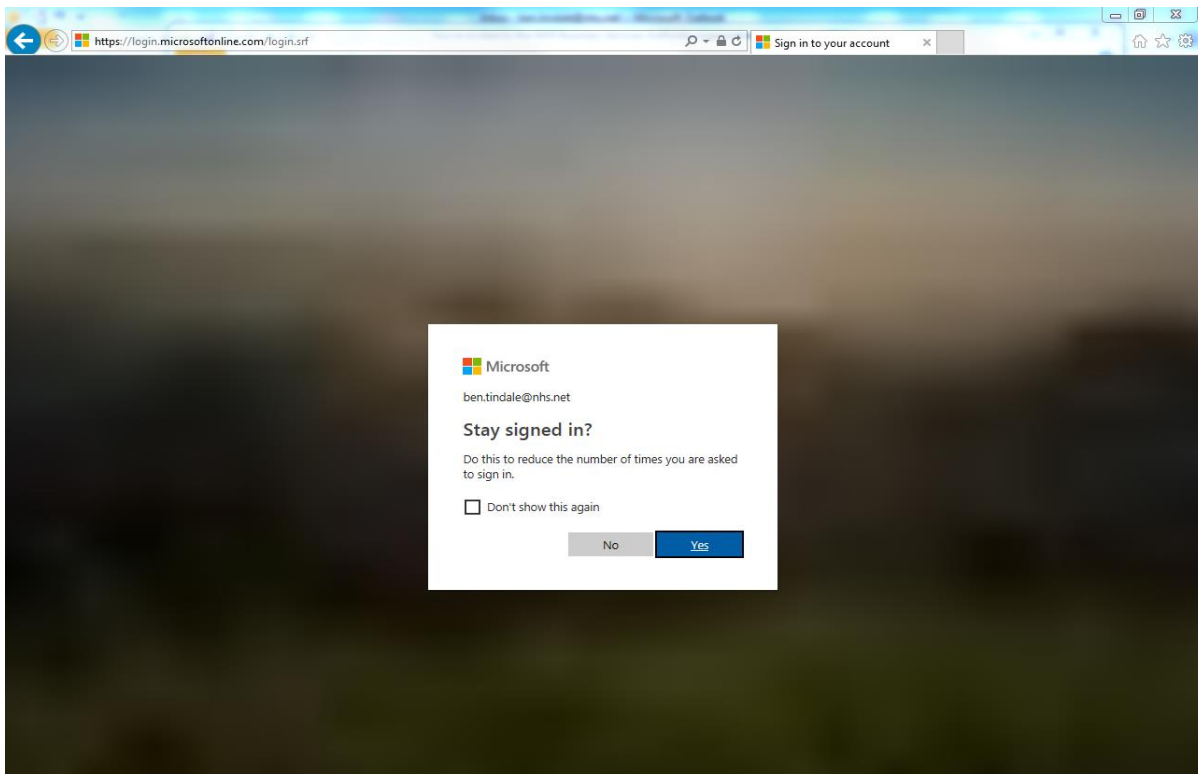 https://login.microsoftonline.com/login.srf
Sign in to your account
Microsoft
ben.tindale@nhs.net
Stay signed in?
Do this to reduce the number of times you are asked
to sign in.
Don't show this again
No
Yes